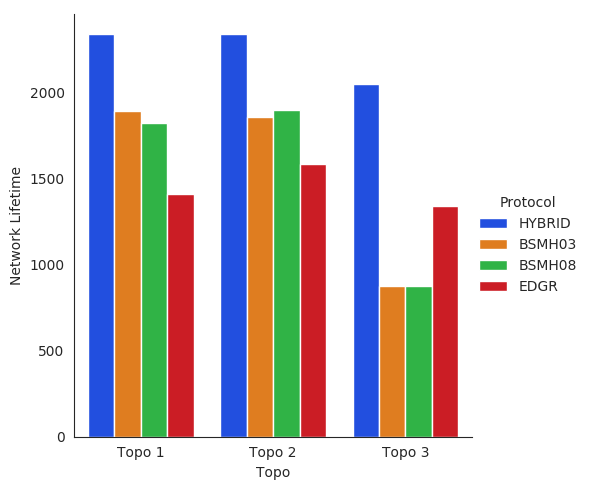 Network Lifetime
2000
1500
1000
500
0
Topo 1 Topo 2 Topo 3
Topo
Protocol
HYBRID
BSMH03
BSMH08
EDGR